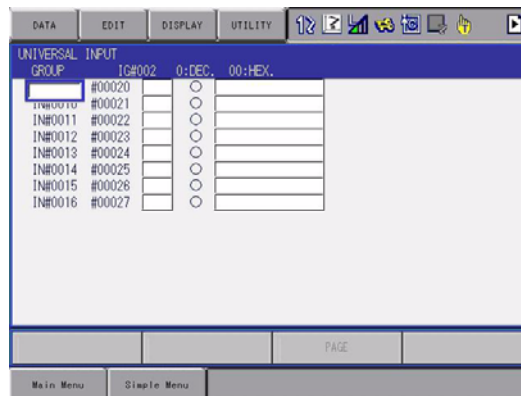 DATA EDIT DISPLAY UTILITY
UNIVERSAL INPUT
GROUP IG#002 0:DEC. 00:HEX.
#00020
IN#0010 #00021
IN#0011 #00022
IN#0012 #00023
IN#0013 #00024
IN#0014 #00025
IN#0015 #00026
IN#0016 #00027
PAGE
Main Menu Simple Menu